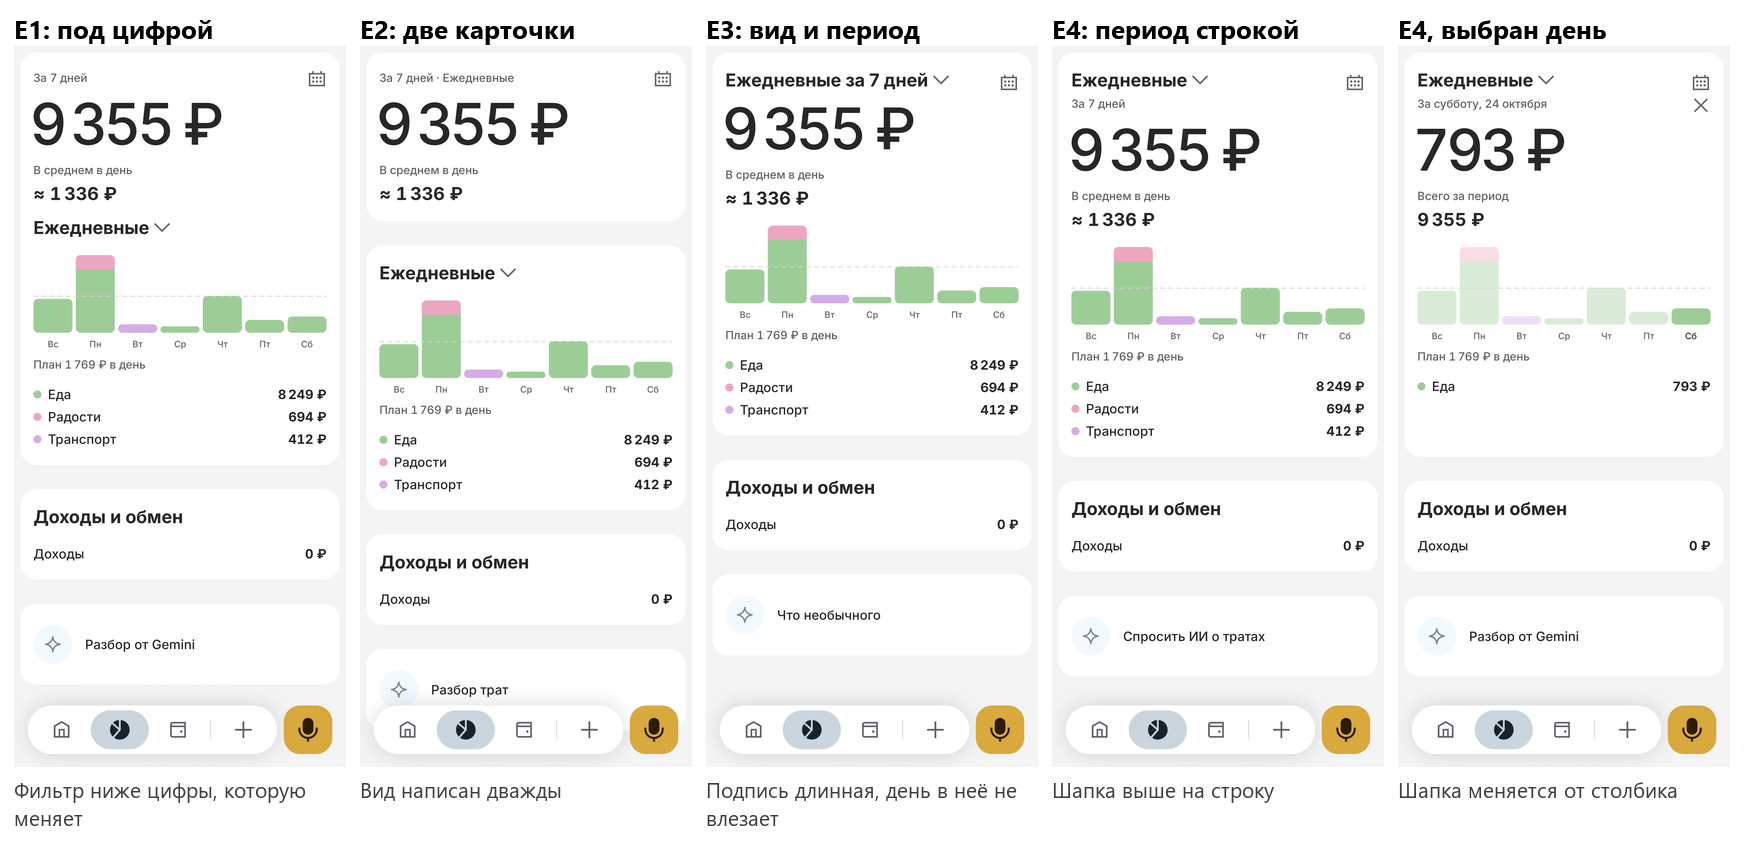 E1: под цифрой
За 7 дней
9 355 ₽
В среднем в день
≈ 1 336 ₽
Ежедневные
Вс Пн Вт Ср Чт Пт Сб
План 1 769 ₽ в день
Еда 8 249 ₽
Радости 694 ₽
Транспорт 412 ₽
Доходы и обмен
Доходы 0 ₽
Разбор от Gemini
Фильтр ниже цифры, которую
меняет
E2: две карточки
За 7 дней · Ежедневные
9 355 ₽
В среднем в день
≈ 1 336 ₽
Ежедневные
Вс Пн Вт Ср Чт Пт Сб
План 1 769 ₽ в день
Еда 8 249 ₽
Радости 694 ₽
Транспорт 412 ₽
Доходы и обмен
Доходы 0 ₽
Разбор трат
Вид написан дважды
E3: вид и период
Ежедневные за 7 дней
9 355 ₽
В среднем в день
≈ 1 336 ₽
Вс Пн Вт Ср Чт Пт Сб
План 1 769 ₽ в день
Еда 8 249 ₽
Радости 694 ₽
Транспорт 412 ₽
Доходы и обмен
Доходы 0 ₽
Что необычного
Подпись длинная, день в неё не
влезает
E4: период строкой
Ежедневные
За 7 дней
9 355 ₽
В среднем в день
≈ 1 336 ₽
Вс Пн Вт Ср Чт Пт Сб
План 1 769 ₽ в день
Еда 8 249 ₽
Радости 694 ₽
Транспорт 412 ₽
Доходы и обмен
Доходы 0 ₽
Спросить ИИ о тратах
Шапка выше на строку
E4, выбран день
Ежедневные
За субботу, 24 октября
793 ₽
Всего за период
9 355 ₽
Вс Пн Вт Ср Чт Пт Сб
План 1 769 ₽ в день
Еда 793 ₽
Доходы и обмен
Доходы 0 ₽
Разбор от Gemini
Шапка меняется от столбика